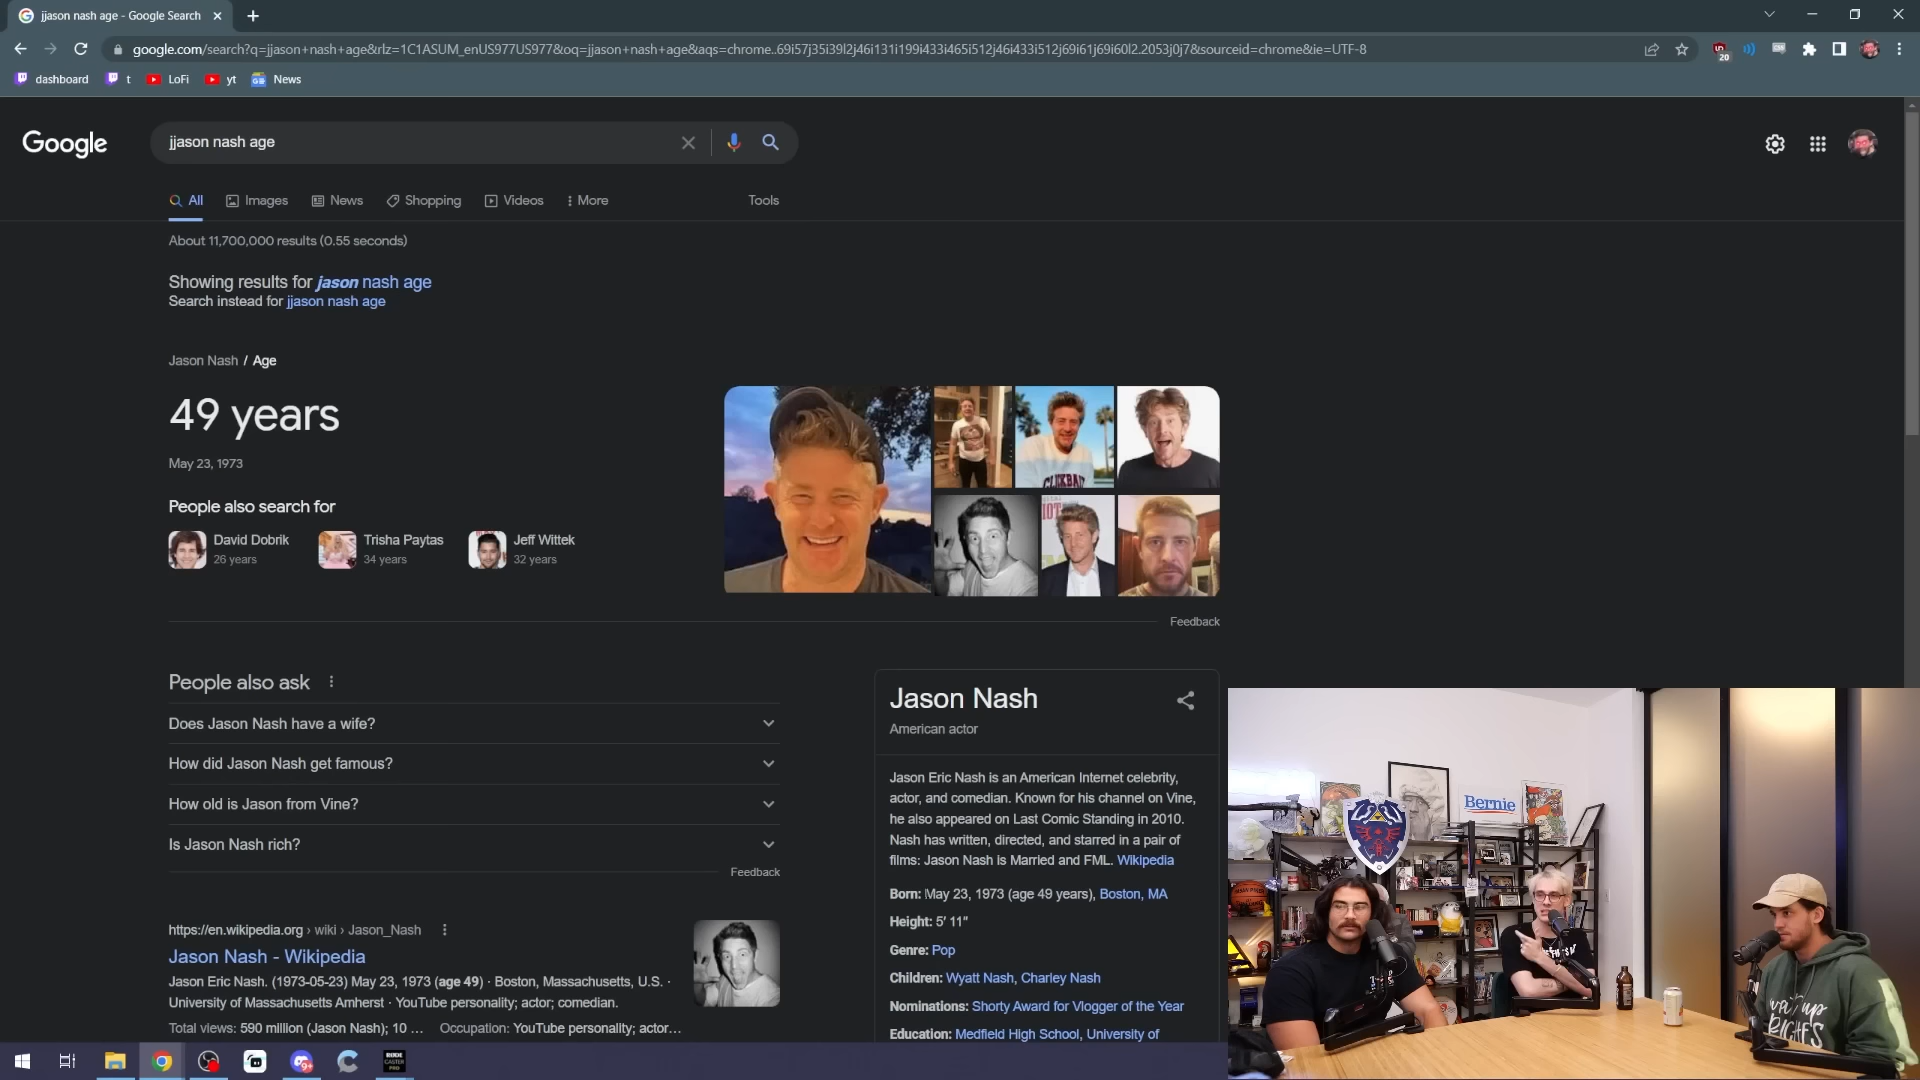 jjason nash age - Google Search
google.com/search?q=jjason+nash+age&rlz=1C1ASUM_enUS977US977&oq=jjason+nash+age&aqs=chrome..69i57j35i39l2j46i131i199i433i465i512j46i433i512j69i61j69i60l2.2053j0j7&sourceid=chrome&ie=UTF-8
20
dashboard
t
LoFi
yt
News
Google
jjason nash age
All
Images
News
Shopping
Videos
More
Tools
About 11,700,000 results (0.55 seconds)
Showing results for jason nash age
Search instead for jjason nash age
Jason Nash / Age
49 years
May 23, 1973
People also search for
David Dobrik
26 years
Trisha Paytas
34 years
Jeff Wittek
32 years
Feedback
People also ask
Does Jason Nash have a wife?
How did Jason Nash get famous?
How old is Jason from Vine?
Is Jason Nash rich?
Feedback
https://en.wikipedia.org › wiki › Jason_Nash
Jason Nash - Wikipedia
Jason Eric Nash. (1973-05-23) May 23, 1973 (age 49) · Boston, Massachusetts, U.S. ·
University of Massachusetts Amherst · YouTube personality; actor; comedian.
Total views: 590 million (Jason Nash); 10 ...
Occupation: YouTube personality; actor...
Jason Nash
American actor
Jason Eric Nash is an American Internet celebrity,
actor, and comedian. Known for his channel on Vine,
he also appeared on Last Comic Standing in 2010.
Nash has written, directed, and starred in a pair of
films: Jason Nash is Married and FML. Wikipedia
Born: May 23, 1973 (age 49 years), Boston, MA
Height: 5′ 11″
Genre: Pop
Children: Wyatt Nash, Charley Nash
Nominations: Shorty Award for Vlogger of the Year
Education: Medfield High School, University of
Bernie
RIGHTS
9+
RODE
CASTER
PRO